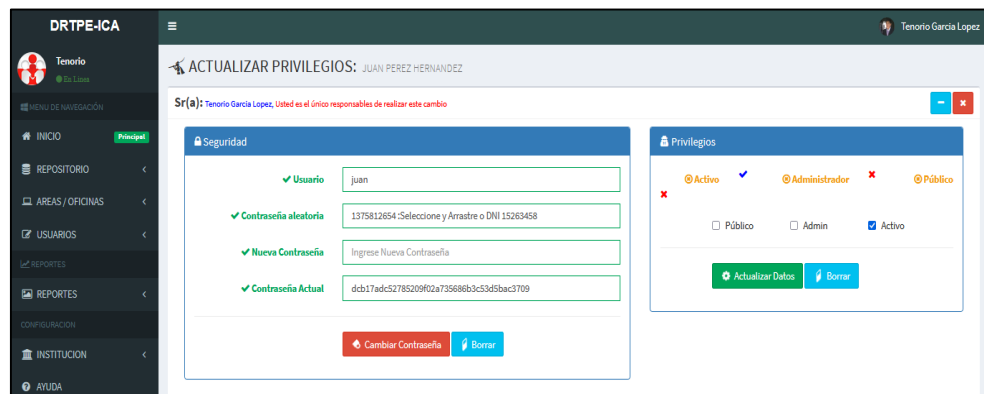 DRTPE-ICA
Tenorio Garcia Lopez
Tenorio
En Linea
MENU DE NAVEGACIÓN
INICIO
Principal
REPOSITORIO
AREAS / OFICINAS
USUARIOS
REPORTES
REPORTES
CONFIGURACION
INSTITUCION
AYUDA
ACTUALIZAR PRIVILEGIOS: JUAN PEREZ HERNANDEZ
Sr(a): Tenorio Garcia Lopez, Usted es el único responsables de realizar este cambio
Seguridad
Usuario
juan
Contraseña aleatoria
1375812654 :Seleccione y Arrastre o DNI 15263458
Nueva Contraseña
Ingrese Nueva Contraseña
Contraseña Actual
dcb17adc52785209f02a735686b3c53d5bac3709
Cambiar Contraseña
Borrar
Privilegios
Activo
Administrador
Público
Público
Admin
Activo
Actualizar Datos
Borrar